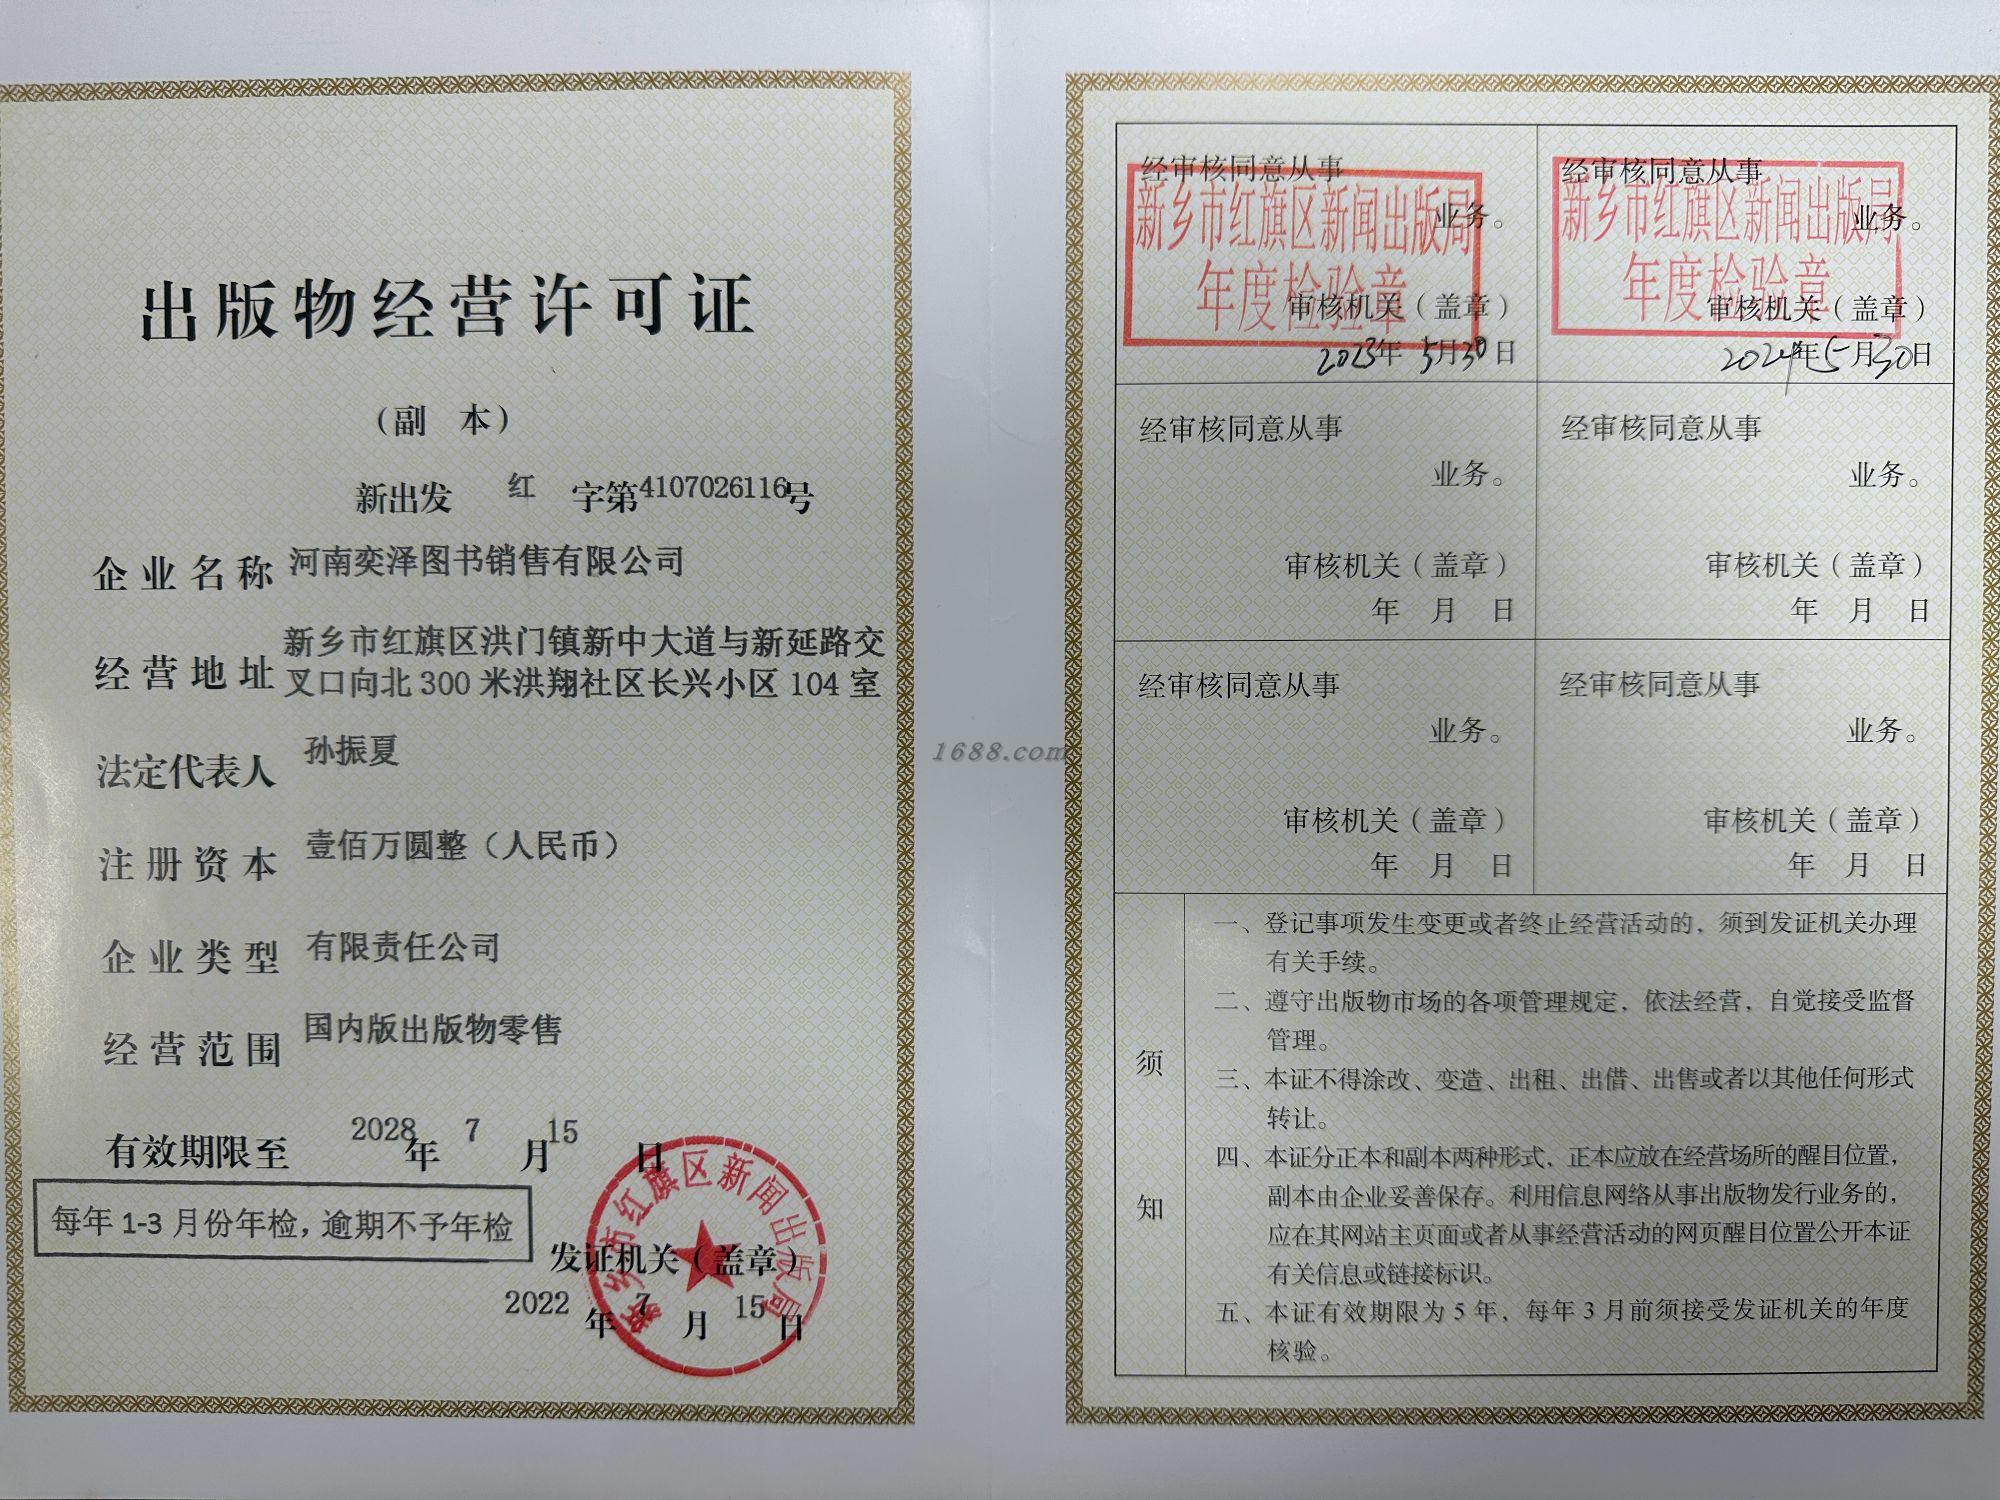 出版物经营许可证
（副 本）
新出发 红 字第4107026116号
企业名称 河南奕泽图书销售有限公司
经营地址 新乡市红旗区洪门镇新中大道与新延路交
叉口向北300米洪翔社区长兴小区104室
法定代表人 孙振夏
注册资本 壹佰万圆整（人民币）
企业类型 有限责任公司
经营范围 国内版出版物零售
有效期限至 2028年 7月15日
每年1-3月份年检，逾期不予年检
发证机关（盖章）
2022年 7月 15日
新乡市红旗区新闻出版局
1688.com
经审核同意从事
业务。
新乡市红旗区新闻出版局
年度检验章
审核机关（盖章）
2023年 5月30日
经审核同意从事
业务。
新乡市红旗区新闻出版局
年度检验章
审核机关（盖章）
2024年5月30日
经审核同意从事
业务。
审核机关（盖章）
年 月 日
经审核同意从事
业务。
审核机关（盖章）
年 月 日
经审核同意从事
业务。
审核机关（盖章）
年 月 日
经审核同意从事
业务。
审核机关（盖章）
年 月 日
须知
一、登记事项发生变更或者终止经营活动的，须到发证机关办理
有关手续。
二、遵守出版物市场的各项管理规定，依法经营，自觉接受监督
管理。
三、本证不得涂改、变造、出租、出借、出售或者以其他任何形式
转让。
四、本证分正本和副本两种形式，正本应放在经营场所的醒目位置，
副本由企业妥善保存。利用信息网络从事出版物发行业务的，
应在其网站主页面或者从事经营活动的网页醒目位置公开本证
有关信息或链接标识。
五、本证有效期限为5年，每年3月前须接受发证机关的年度
核验。